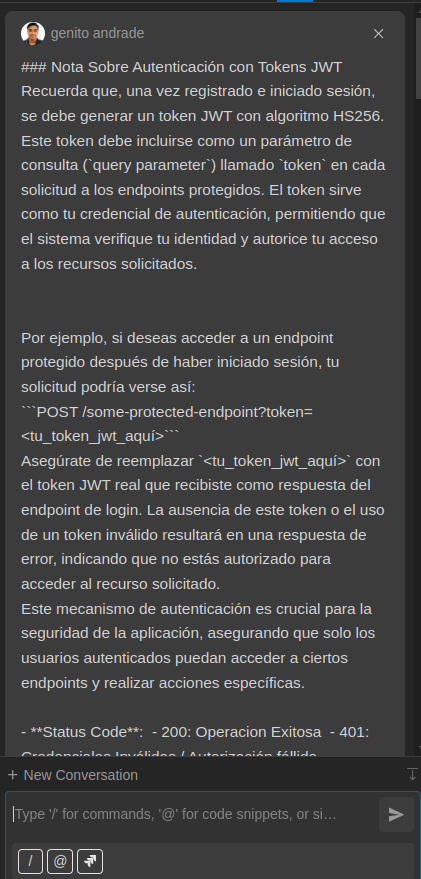 genito andrade
### Nota Sobre Autenticación con Tokens JWT
Recuerda que, una vez registrado e iniciado sesión,
se debe generar un token JWT con algoritmo HS256.
Este token debe incluirse como un parámetro de
consulta (`query parameter`) llamado `token` en cada
solicitud a los endpoints protegidos. El token sirve
como tu credencial de autenticación, permitiendo que
el sistema verifique tu identidad y autorice tu acceso
a los recursos solicitados.
Por ejemplo, si deseas acceder a un endpoint
protegido después de haber iniciado sesión, tu
solicitud podría verse así:
```POST /some-protected-endpoint?token=
<tu_token_jwt_aquí>```
Asegúrate de reemplazar `<tu_token_jwt_aquí>` con
el token JWT real que recibiste como respuesta del
endpoint de login. La ausencia de este token o el uso
de un token inválido resultará en una respuesta de
error, indicando que no estás autorizado para
acceder al recurso solicitado.
Este mecanismo de autenticación es crucial para la
seguridad de la aplicación, asegurando que solo los
usuarios autenticados puedan acceder a ciertos
endpoints y realizar acciones específicas.
- **Status Code**:  - 200: Operacion Exitosa  - 401:
Credenciales Inválidas / Autorización fállida
+ New Conversation
Type '/' for commands, '@' for code snippets, or si…
/ @